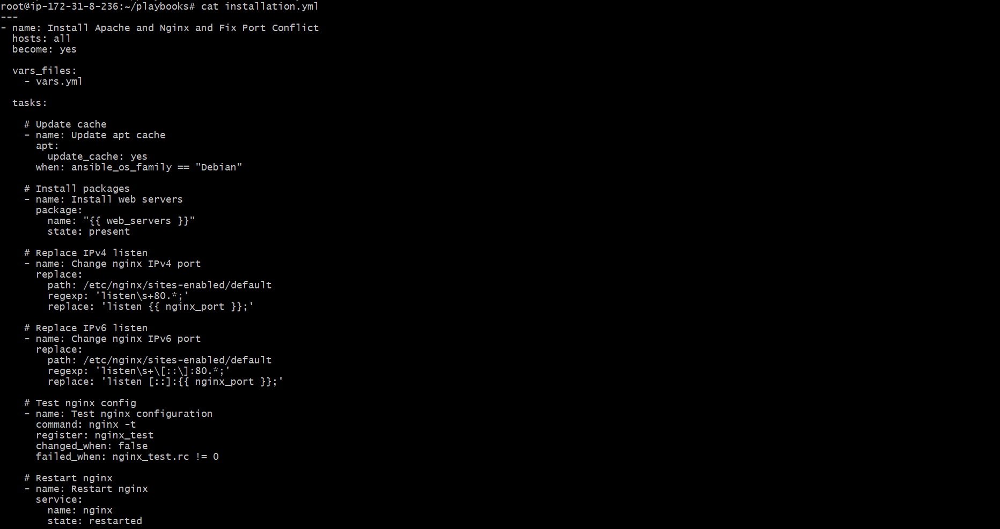 root@ip-172-31-8-236:~/playbooks# cat installation.yml
---
- name: Install Apache and Nginx and Fix Port Conflict
  hosts: all
  become: yes

  vars_files:
    - vars.yml

  tasks:

    # Update cache
    - name: Update apt cache
      apt:
        update_cache: yes
      when: ansible_os_family == "Debian"

    # Install packages
    - name: Install web servers
      package:
        name: "{{ web_servers }}"
        state: present

    # Replace IPv4 listen
    - name: Change nginx IPv4 port
      replace:
        path: /etc/nginx/sites-enabled/default
        regexp: 'listen\s+80.*;'
        replace: 'listen {{ nginx_port }};'

    # Replace IPv6 listen
    - name: Change nginx IPv6 port
      replace:
        path: /etc/nginx/sites-enabled/default
        regexp: 'listen\s+\[::\]:80.*;'
        replace: 'listen [::]:{{ nginx_port }};'

    # Test nginx config
    - name: Test nginx configuration
      command: nginx -t
      register: nginx_test
      changed_when: false
      failed_when: nginx_test.rc != 0

    # Restart nginx
    - name: Restart nginx
      service:
        name: nginx
        state: restarted